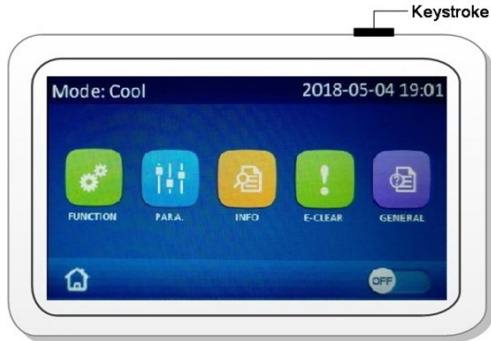 Keystroke
Mode: Cool 2018-05-04 19:01
FUNCTION PARA. INFO E-CLEAR GENERAL
OFF